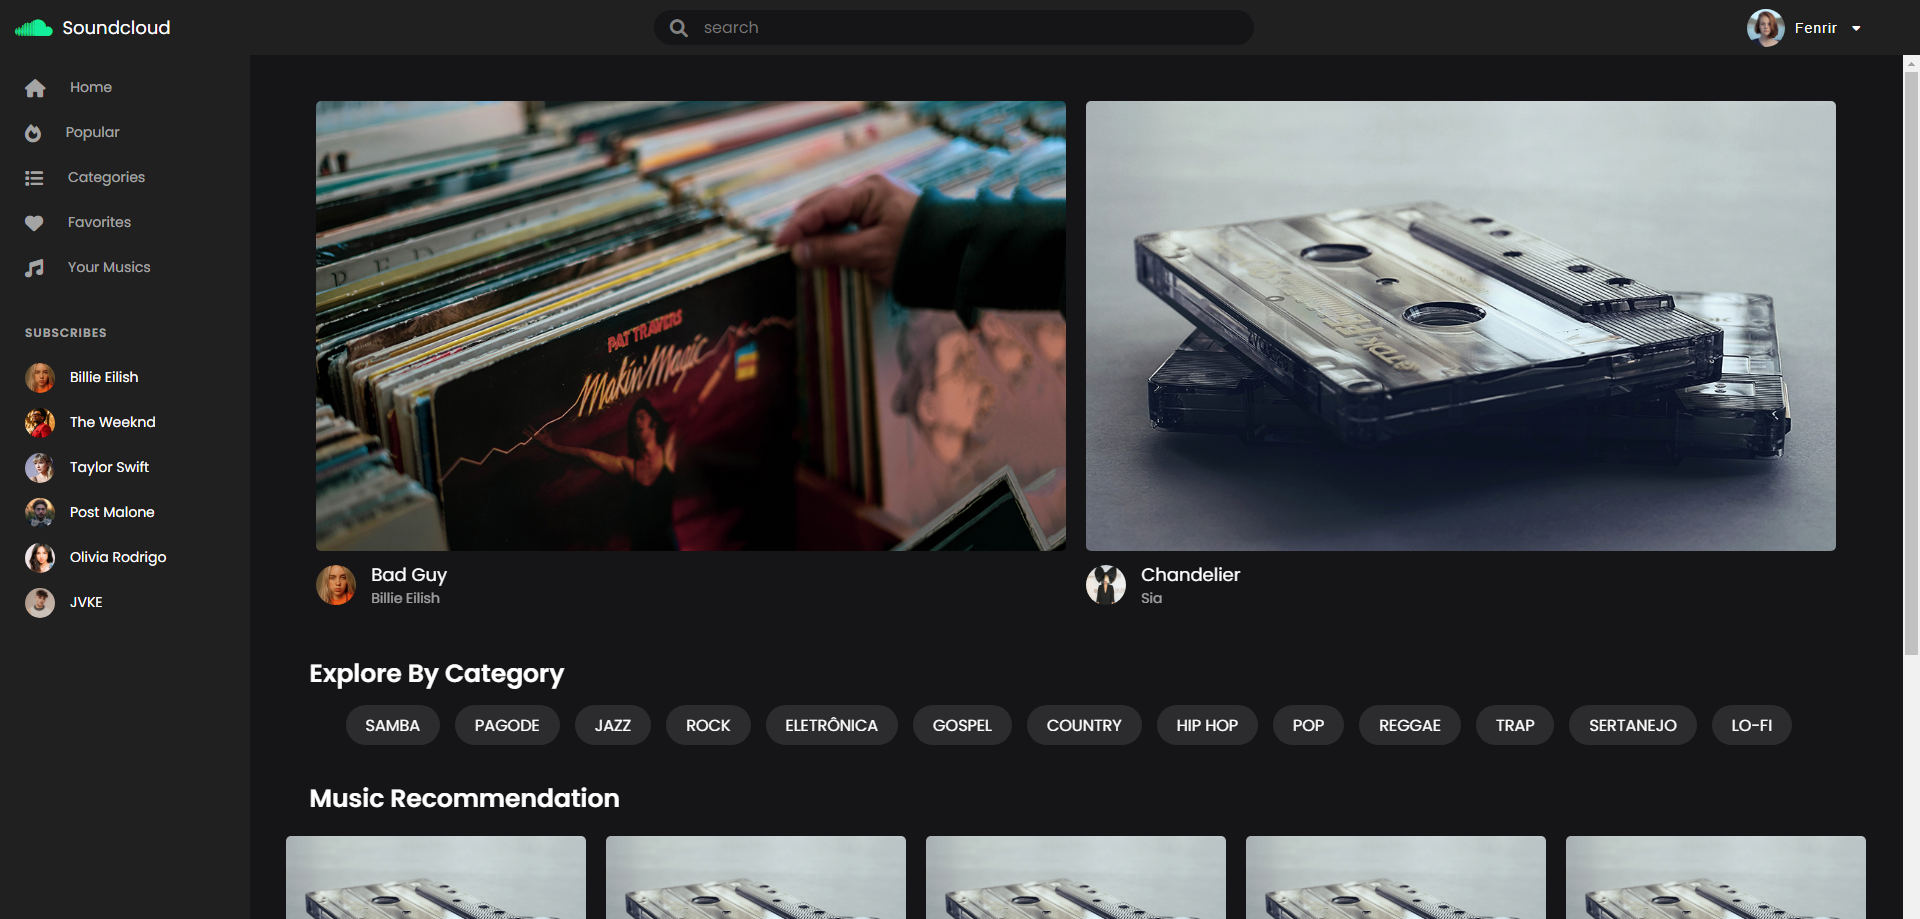 Soundcloud
search
Fenrir
Home
Popular
Categories
Favorites
Your Musics
SUBSCRIBES
Billie Eilish
The Weeknd
Taylor Swift
Post Malone
Olivia Rodrigo
JVKE
PAT TRAVERS
Makin' Magic
Bad Guy
Billie Eilish
Chandelier
Sia
Explore By Category
SAMBA
PAGODE
JAZZ
ROCK
ELETRÔNICA
GOSPEL
COUNTRY
HIP HOP
POP
REGGAE
TRAP
SERTANEJO
LO-FI
Music Recommendation